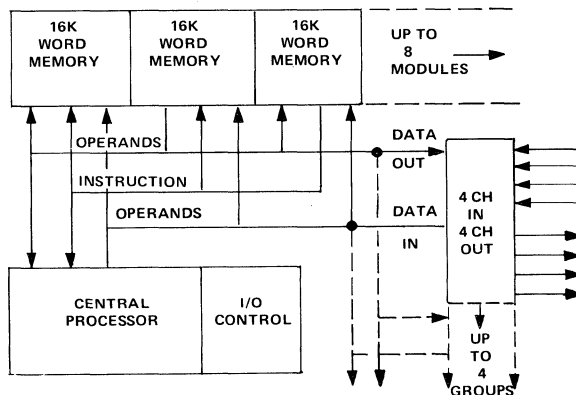 16K
WORD
MEMORY
16K
WORD
MEMORY
16K
WORD
MEMORY
UP TO
8
MODULES
OPERANDS
DATA
OUT
INSTRUCTION
OPERANDS
DATA
IN
4 CH
IN
4 CH
OUT
CENTRAL
PROCESSOR
I/O
CONTROL
UP
TO
4
GROUPS